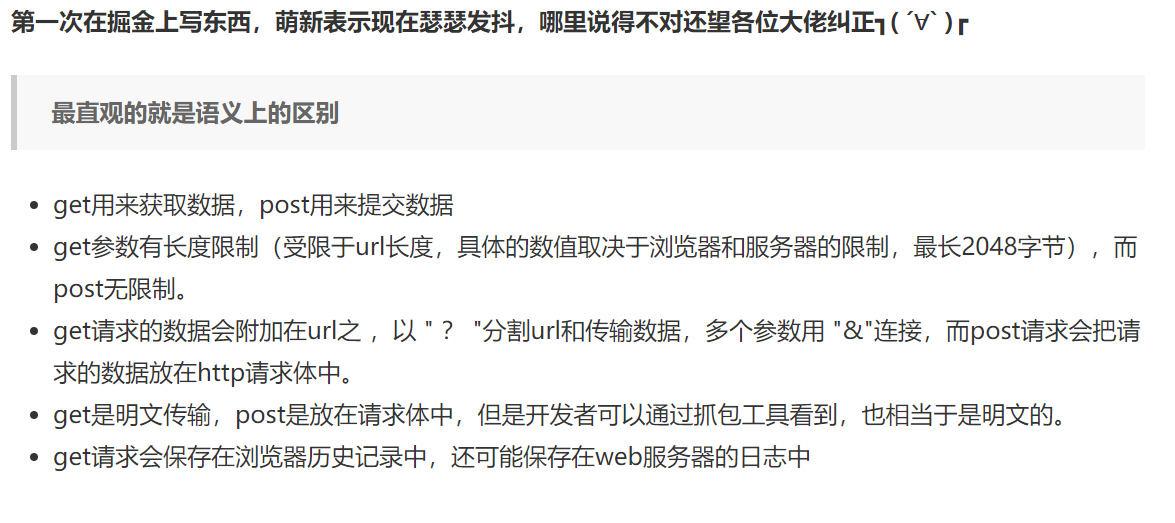 第一次在掘金上写东西，萌新表示现在瑟瑟发抖，哪里说得不对还望各位大佬纠正┓( ´∀` )┏
最直观的就是语义上的区别
• get用来获取数据，post用来提交数据
• get参数有长度限制（受限于url长度，具体的数值取决于浏览器和服务器的限制，最长2048字节），而
post无限制。
• get请求的数据会附加在url之 ，以 " ？ "分割url和传输数据，多个参数用 "&"连接，而post请求会把请
求的数据放在http请求体中。
• get是明文传输，post是放在请求体中，但是开发者可以通过抓包工具看到，也相当于是明文的。
• get请求会保存在浏览器历史记录中，还可能保存在web服务器的日志中